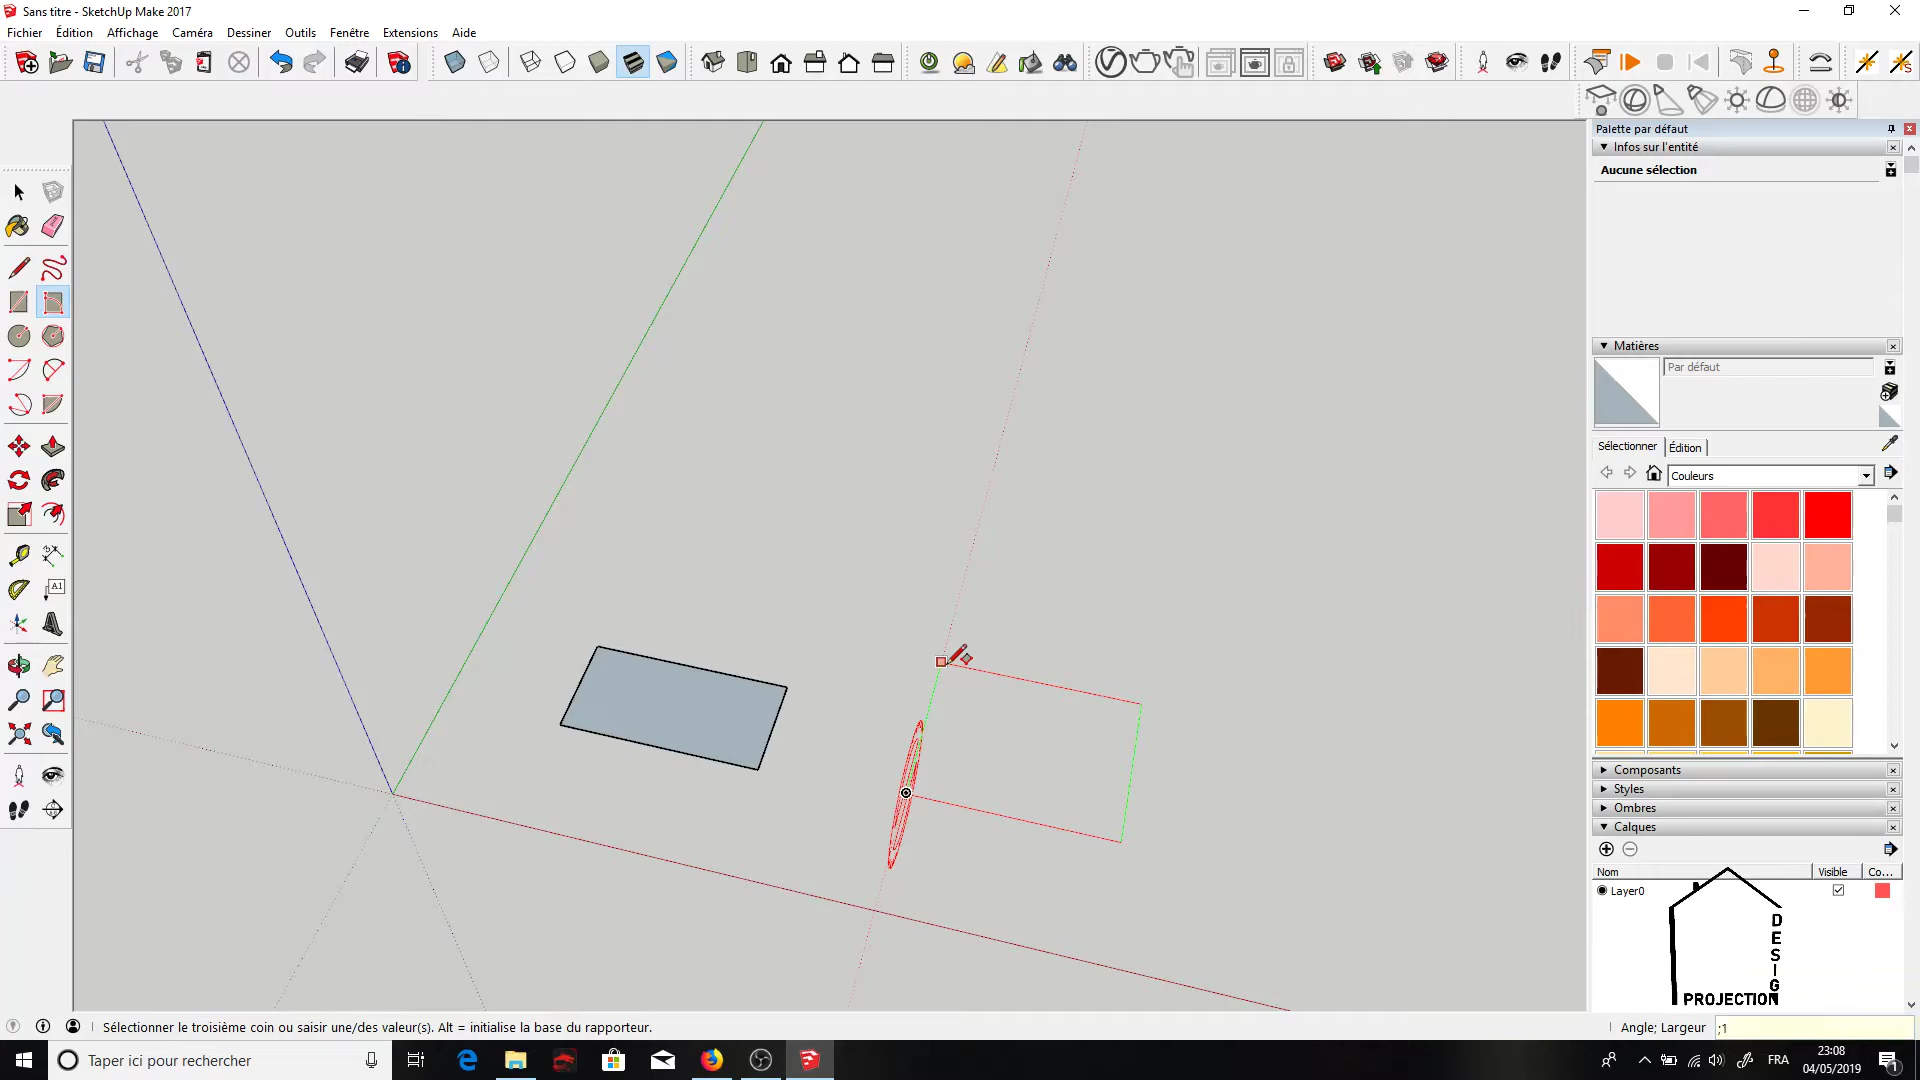 Sans titre - SketchUp Make 2017
Fichier Édition Affichage Caméra Dessiner Outils Fenêtre Extensions Aide
Palette par défaut
Infos sur l'entité
Aucune sélection
Matières
Par défaut
Sélectionner Édition
Couleurs
A1
Composants
Styles
Ombres
Calques
Nom Visible Co...
Layer0
DESIGN
PROJECTION
Sélectionner le troisième coin ou saisir une/des valeur(s). Alt = initialise la base du rapporteur.
Angle; Largeur ;1
Taper ici pour rechercher
FRA
23:08
04/05/2019
1